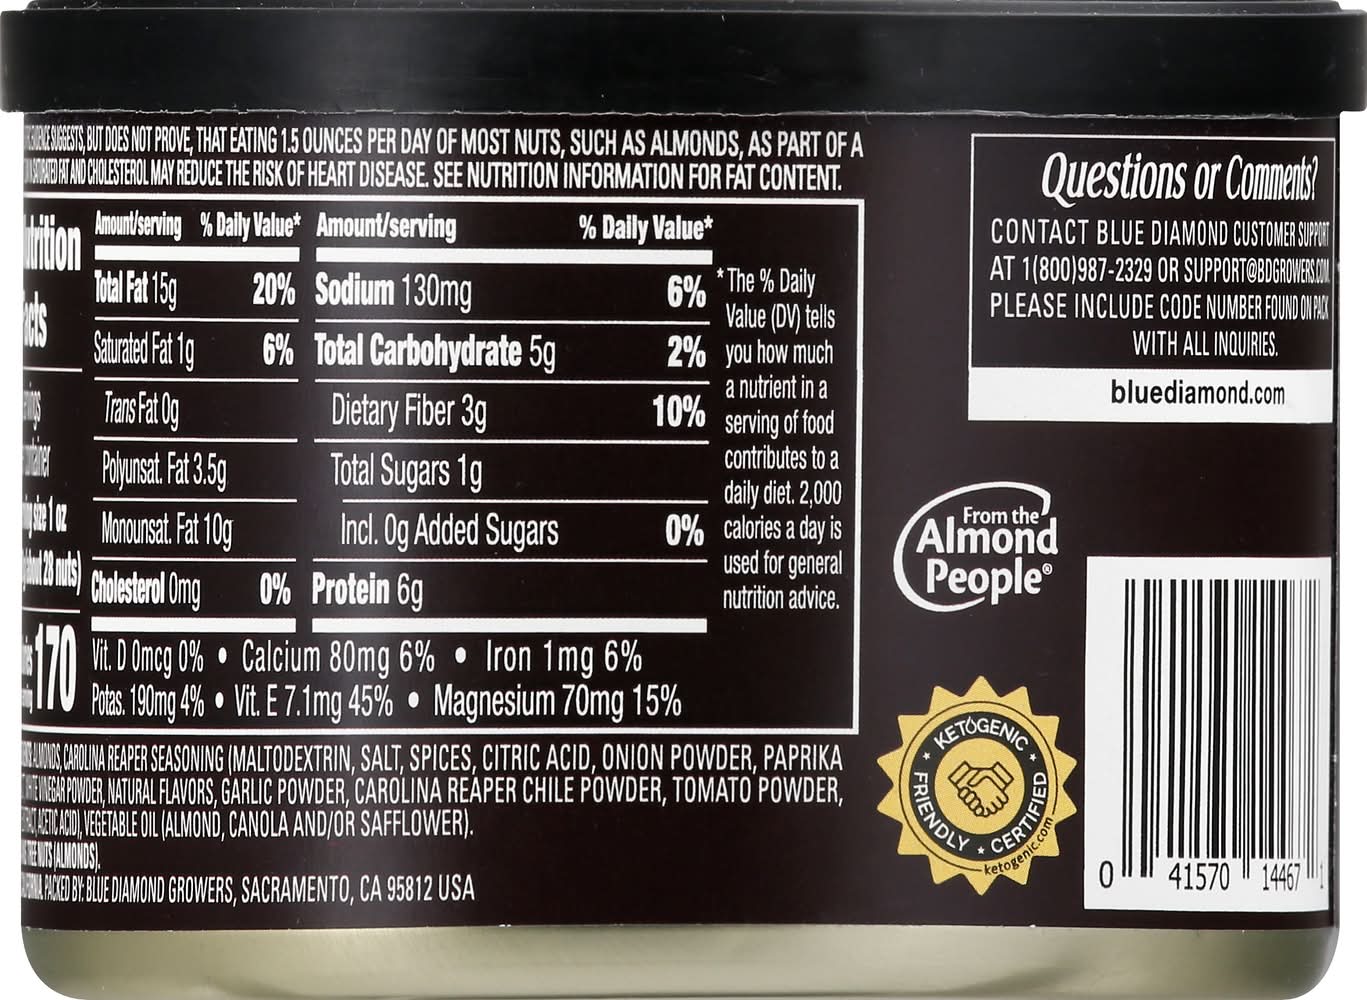 SUGGESTS, BUT DOES NOT PROVE, THAT EATING 1.5 OUNCES PER DAY OF MOST NUTS, SUCH AS ALMONDS, AS PART OF A
FAT AND CHOLESTEROL MAY REDUCE THE RISK OF HEART DISEASE. SEE NUTRITION INFORMATION FOR FAT CONTENT.
Amount/serving % Daily Value*
Total Fat 15g 20%
Saturated Fat 1g 6%
Trans Fat 0g
Polyunsat. Fat 3.5g
Monounsat. Fat 10g
Cholesterol 0mg 0%
Amount/serving % Daily Value*
Sodium 130mg 6%
Total Carbohydrate 5g 2%
Dietary Fiber 3g 10%
Total Sugars 1g
Incl. 0g Added Sugars 0%
Protein 6g
*The % Daily
Value (DV) tells
you how much
a nutrient in a
serving of food
contributes to a
daily diet. 2,000
calories a day is
used for general
nutrition advice.
size 1 oz
28 nuts)
170
Vit. D 0mcg 0% • Calcium 80mg 6% • Iron 1mg 6%
Potas. 190mg 4% • Vit. E 7.1mg 45% • Magnesium 70mg 15%
ALMONDS, CAROLINA REAPER SEASONING (MALTODEXTRIN, SALT, SPICES, CITRIC ACID, ONION POWDER, PAPRIKA
VINEGAR POWDER, NATURAL FLAVORS, GARLIC POWDER, CAROLINA REAPER CHILE POWDER, TOMATO POWDER,
ACETIC ACID), VEGETABLE OIL (ALMOND, CANOLA AND/OR SAFFLOWER).
TREE NUTS (ALMONDS).
PACKED BY: BLUE DIAMOND GROWERS, SACRAMENTO, CA 95812 USA
Questions or Comments?
CONTACT BLUE DIAMOND CUSTOMER SUPPORT
AT 1(800)987-2329 OR SUPPORT@BDGROWERS.COM.
PLEASE INCLUDE CODE NUMBER FOUND ON PACK
WITH ALL INQUIRIES.
bluediamond.com
From the
Almond
People®
KETOGENIC
FRIENDLY ★ CERTIFIED
ketogenic.com
0 41570 14467 1